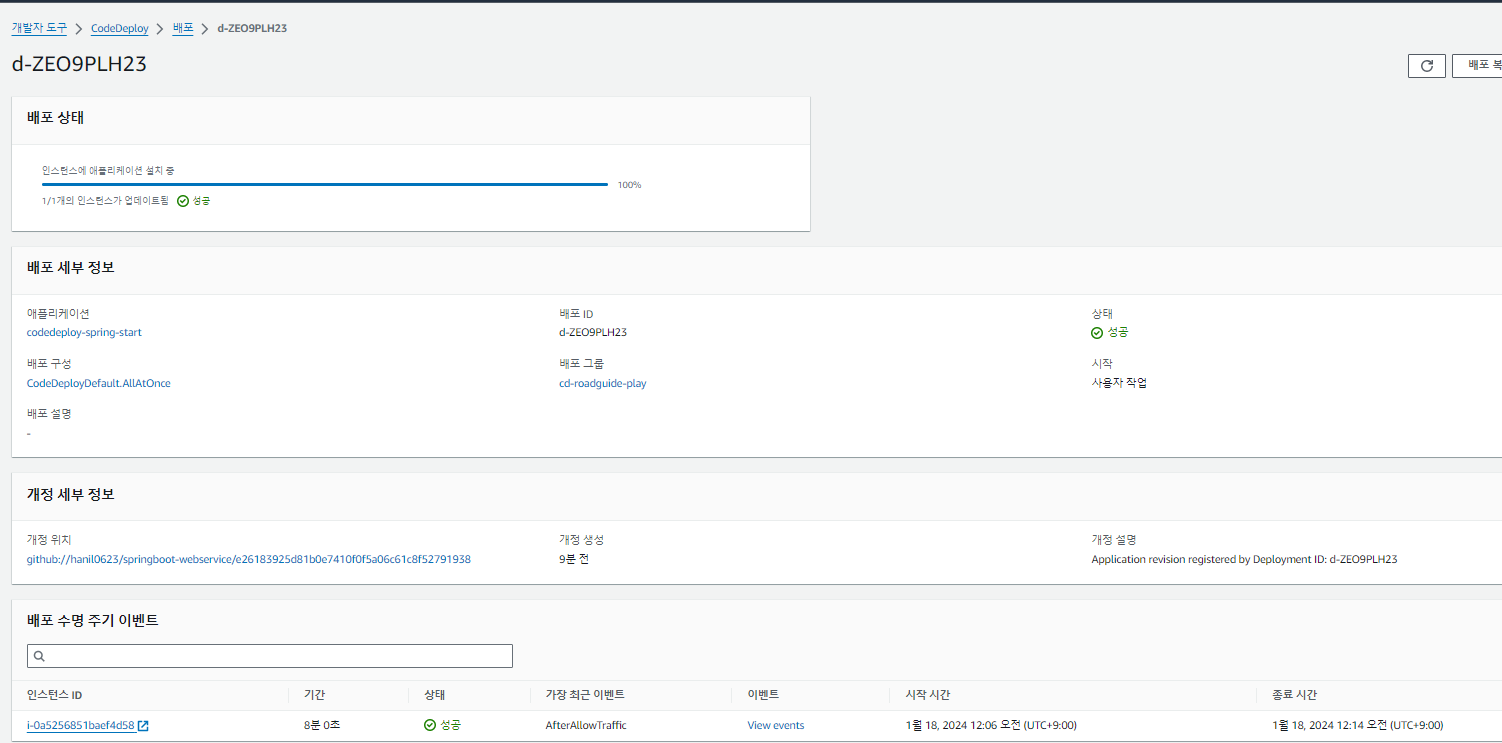 개발자 도구 > CodeDeploy > 배포 > d-ZEO9PLH23
d-ZEO9PLH23
배포 복
배포 상태
인스턴스에 애플리케이션 설치 중
100%
1/1개의 인스턴스가 업데이트됨 성공
배포 세부 정보
애플리케이션 배포 ID 상태
codedeploy-spring-start d-ZEO9PLH23 성공
배포 구성 배포 그룹 시작
CodeDeployDefault.AllAtOnce cd-roadguide-play 사용자 작업
배포 설명
-
개정 세부 정보
개정 위치 개정 생성 개정 설명
github://hanil0623/springboot-webservice/e26183925d81b0e7410f0f5a06c61c8f52791938 9분 전 Application revision registered by Deployment ID: d-ZEO9PLH23
배포 수명 주기 이벤트
인스턴스 ID 기간 상태 가장 최근 이벤트 이벤트 시작 시간 종료 시간
i-0a5256851baef4d58 8분 0초 성공 AfterAllowTraffic View events 1월 18, 2024 12:06 오전 (UTC+9:00) 1월 18, 2024 12:14 오전 (UTC+9:00)